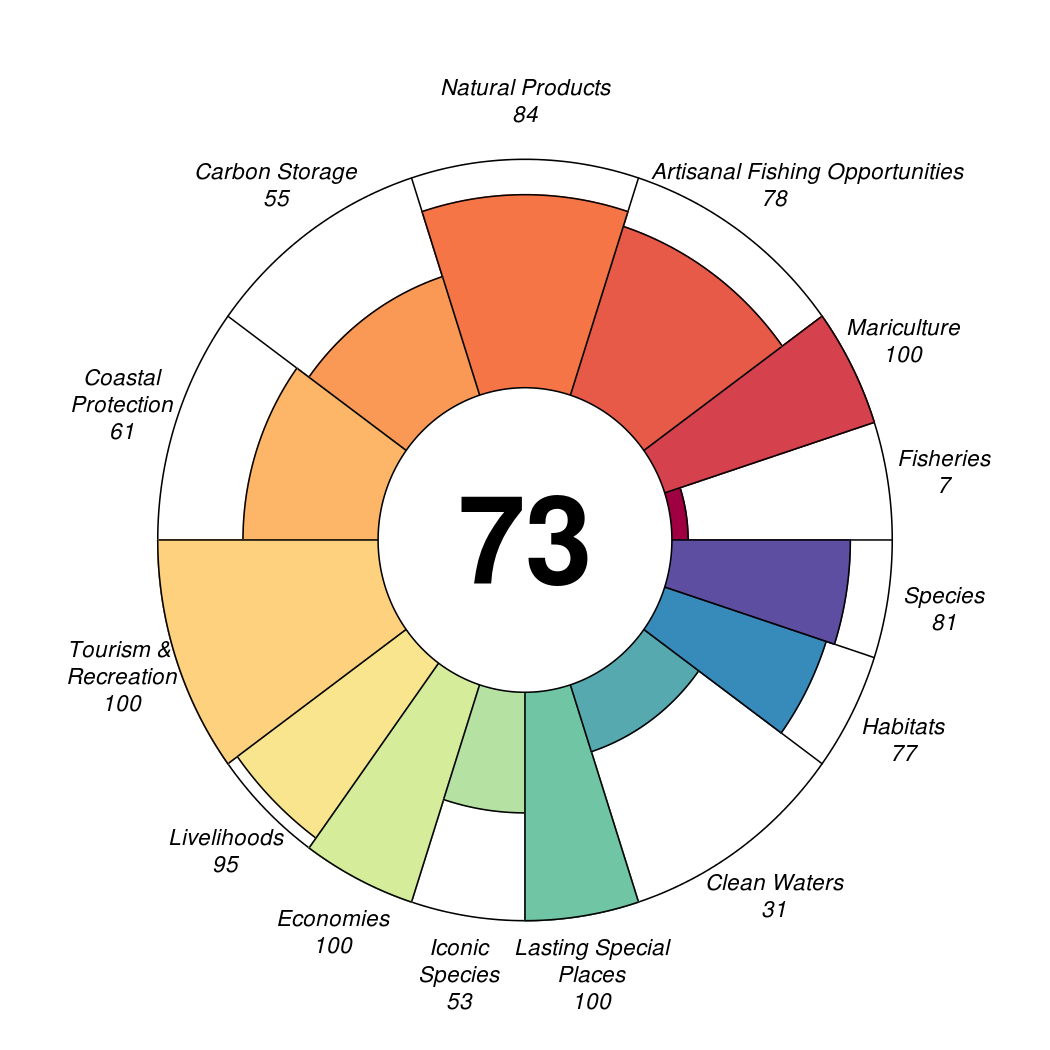 Natural Products
84
Carbon Storage
55
Artisanal Fishing Opportunities
78
Mariculture
100
Coastal
Protection
61
Fisheries
7
73
Species
81
Tourism &
Recreation
100
Habitats
77
Livelihoods
95
Clean Waters
31
Economies
100
Iconic
Species
53
Lasting Special
Places
100